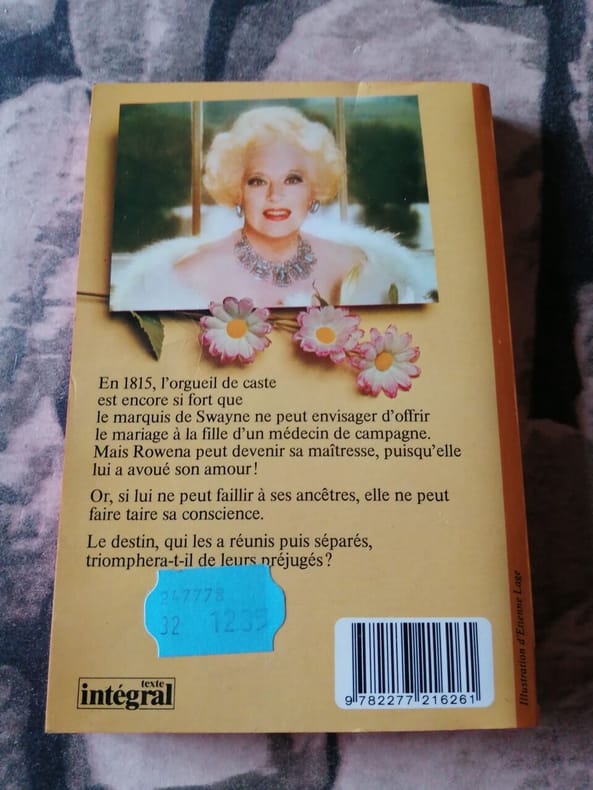 En 1815, l'orgueil de caste
est encore si fort que
le marquis de Swayne ne peut envisager d'offrir
le mariage à la fille d'un médecin de campagne.
Mais Rowena peut devenir sa maîtresse, puisqu'elle
lui a avoué son amour !
Or, si lui ne peut faillir à ses ancêtres, elle ne peut
faire taire sa conscience.
Le destin, qui les a réunis puis séparés,
triomphera-t-il de leurs préjugés ?
247778
32 1235
texte
intégral
9 782277 216261
Illustration d'Etienne Lage